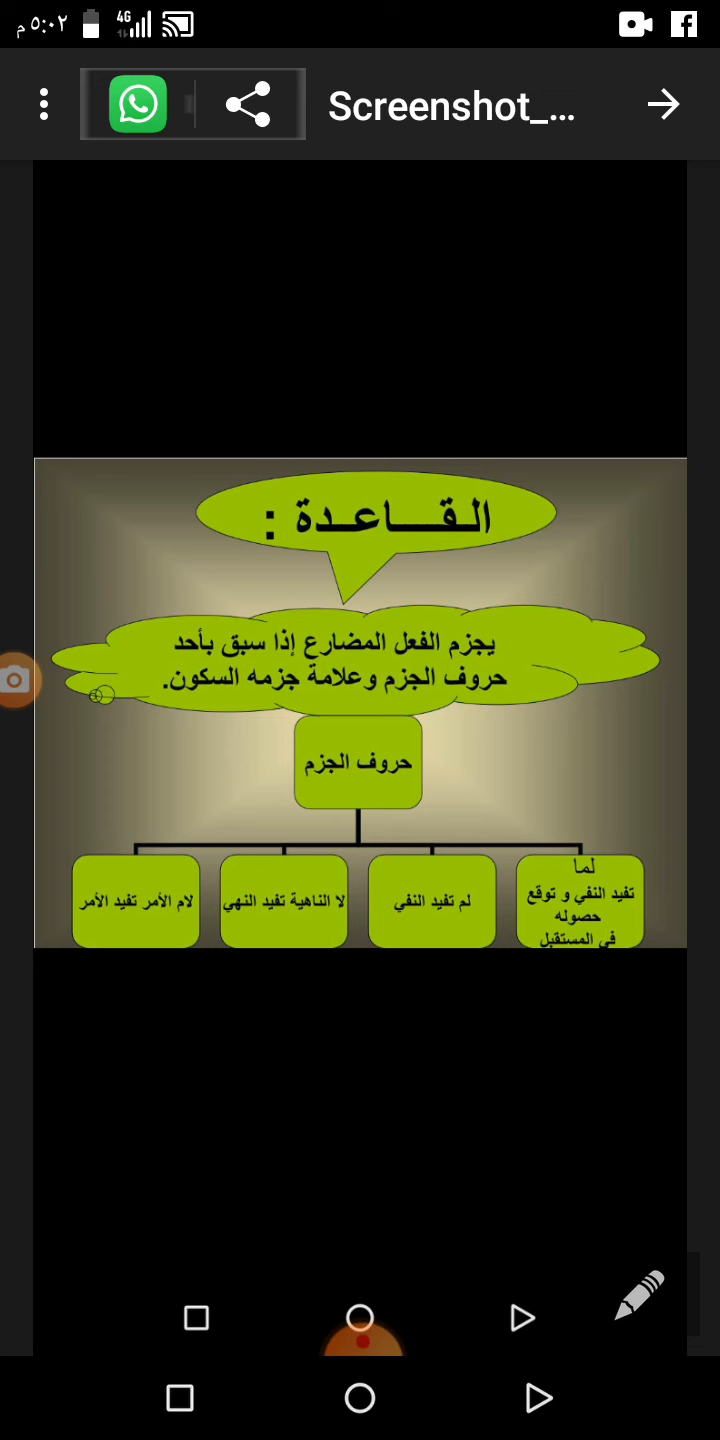 م ٥:٠٢
4G
Screenshot_...
القـــاعــدة :
يجزم الفعل المضارع إذا سبق بأحد
حروف الجزم وعلامة جزمه السكون.
حروف الجزم
لما
تفيد النفي و توقع
حصوله
في المستقبل
لم تفيد النفي
لا الناهية تفيد النهي
لام الأمر تفيد الأمر